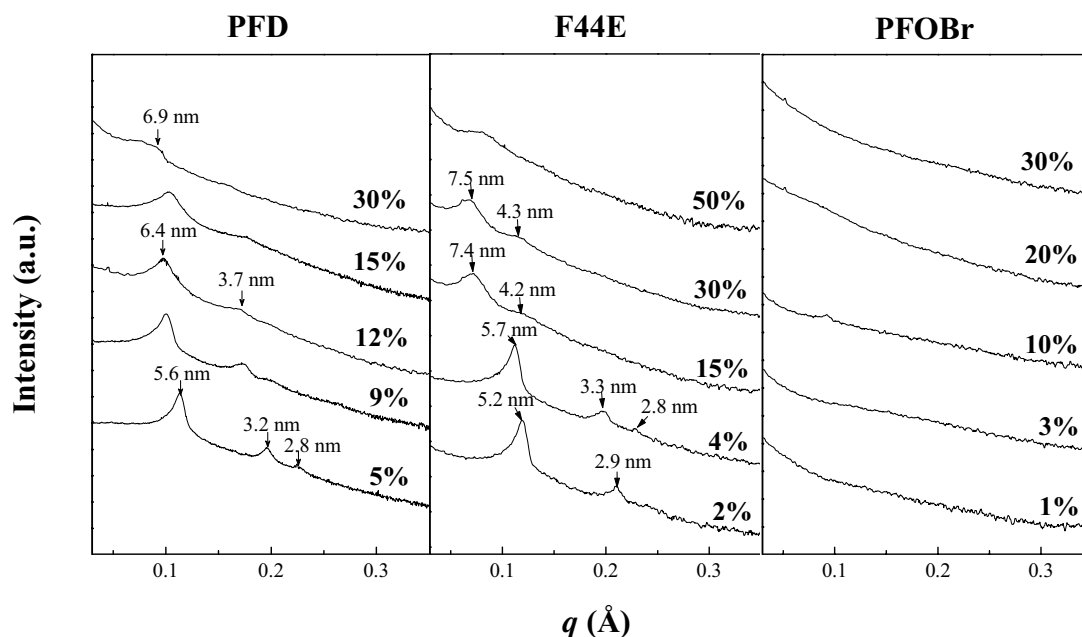 PFD
F44E
PFOBr
Intensity (a.u.)
6.9 nm
30%
15%
6.4 nm
3.7 nm
12%
9%
5.6 nm
3.2 nm
2.8 nm
5%
50%
7.5 nm
4.3 nm
30%
7.4 nm
4.2 nm
15%
5.7 nm
3.3 nm
2.8 nm
4%
5.2 nm
2.9 nm
2%
30%
20%
10%
3%
1%
0.1 0.2 0.3
0.1 0.2 0.3
0.1 0.2 0.3
q (Å)